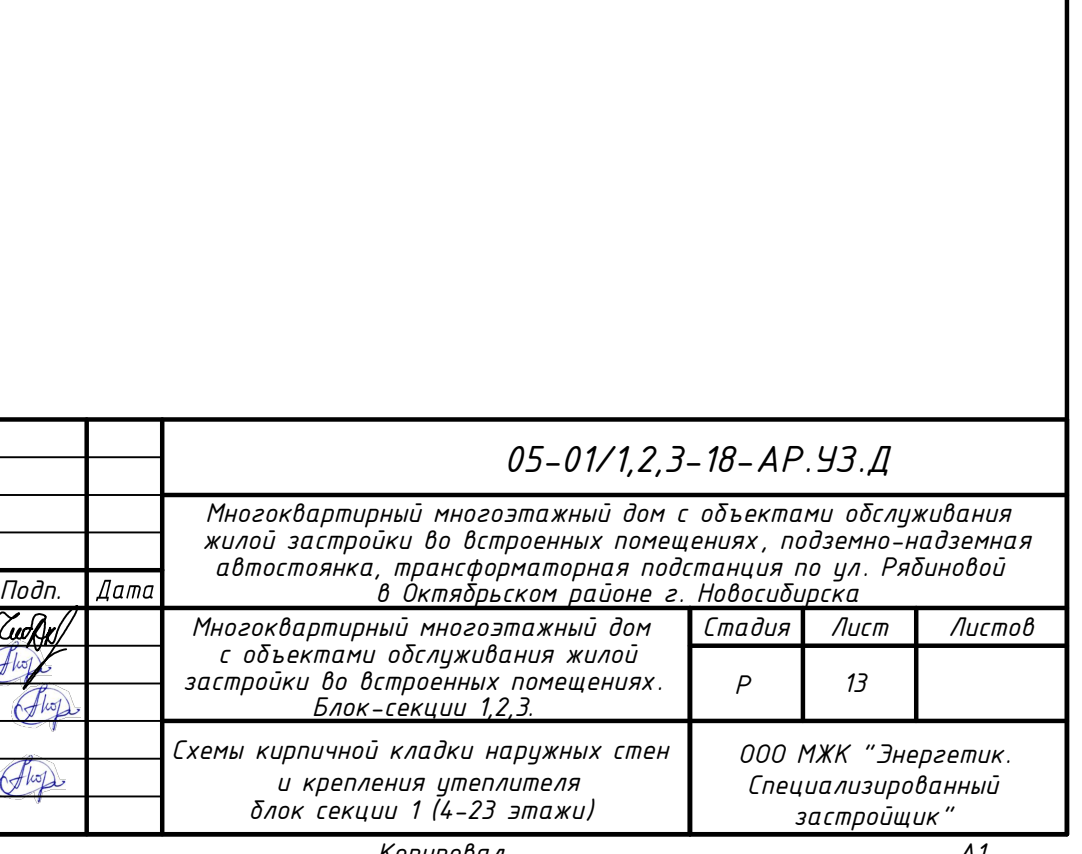 05-01/1,2,3-18-АР.УЗ.Д
Многоквартирный многоэтажный дом с объектами обслуживания
жилой застройки во встроенных помещениях, подземно-надземная
автостоянка, трансформаторная подстанция по ул. Рябиновой
в Октябрьском районе г. Новосибирска
Подп. Дата
Многоквартирный многоэтажный дом
с объектами обслуживания жилой
застройки во встроенных помещениях.
Блок-секции 1,2,3.
Стадия Лист Листов
Р 13
Схемы кирпичной кладки наружных стен
и крепления утеплителя
блок секции 1 (4-23 этажи)
ООО МЖК "Энергетик.
Специализированный
застройщик"
Копировал А1